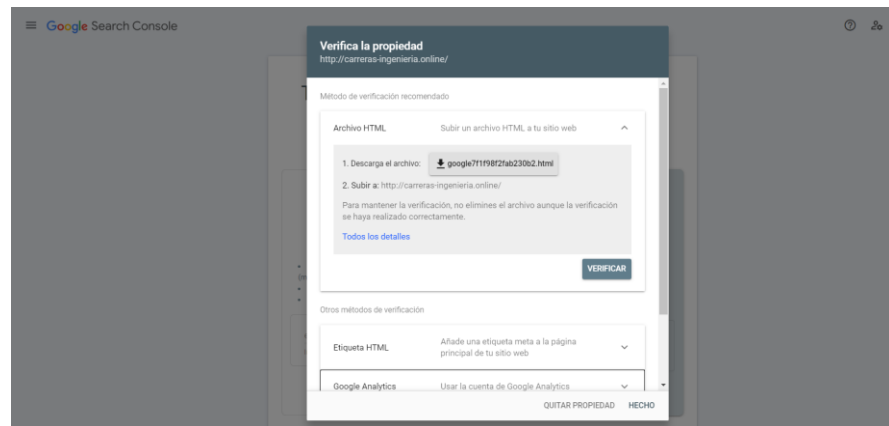 Google Search Console
Verifica la propiedad
http://carreras-ingenieria.online/
Método de verificación recomendado
Archivo HTML
Subir un archivo HTML a tu sitio web
1. Descarga el archivo:
google7f1f98f2fab230b2.html
2. Subir a: http://carreras-ingenieria.online/
Para mantener la verificación, no elimines el archivo aunque la verificación
se haya realizado correctamente.
Todos los detalles
VERIFICAR
Otros métodos de verificación
Etiqueta HTML
Añade una etiqueta meta a la página
principal de tu sitio web
Google Analytics
Usar la cuenta de Google Analytics
QUITAR PROPIEDAD
HECHO